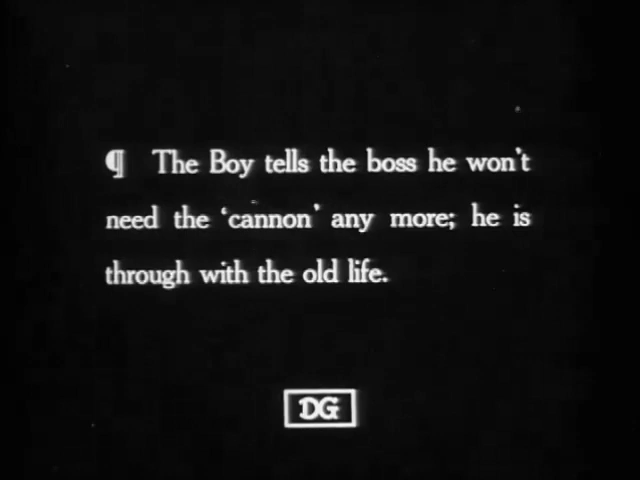 ¶ The Boy tells the boss he won't
need the 'cannon' any more; he is
through with the old life.
DG